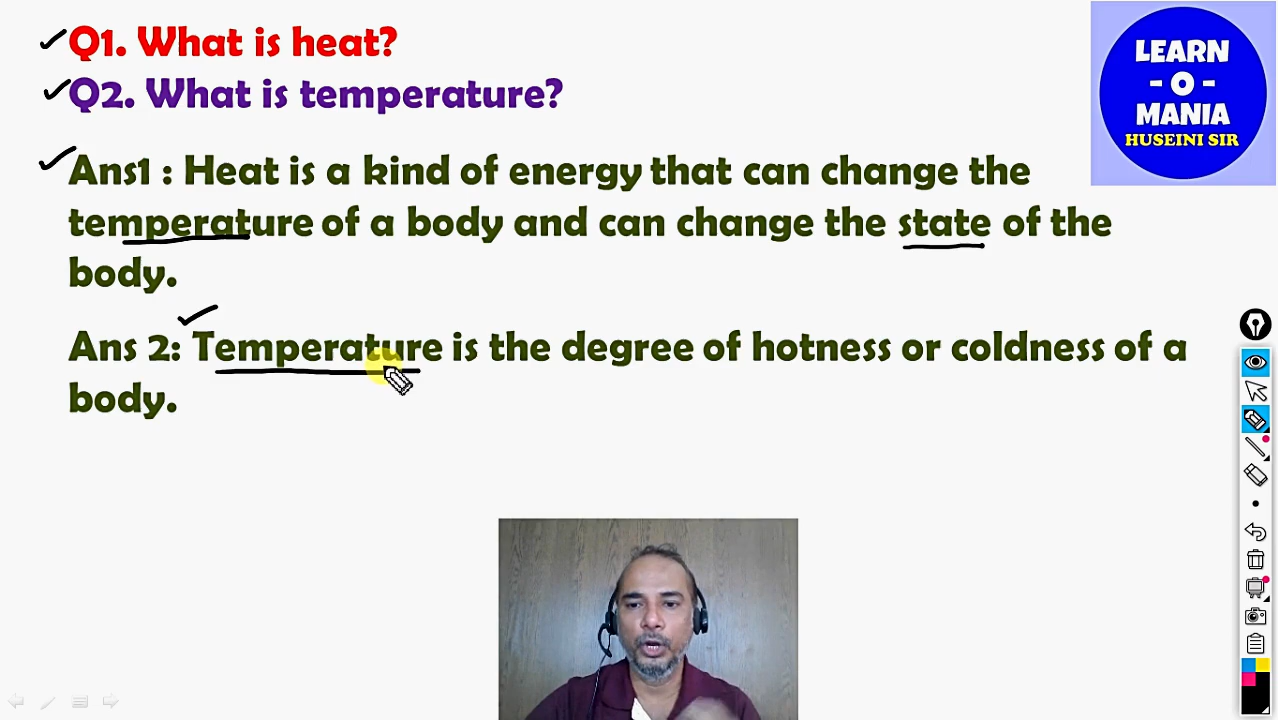 Q1. What is heat?
Q2. What is temperature?
LEARN
- O -
MANIA
HUSEINI SIR
Ans1 : Heat is a kind of energy that can change the
temperature of a body and can change the state of the
body.
Ans 2: Temperature is the degree of hotness or coldness of a
body.